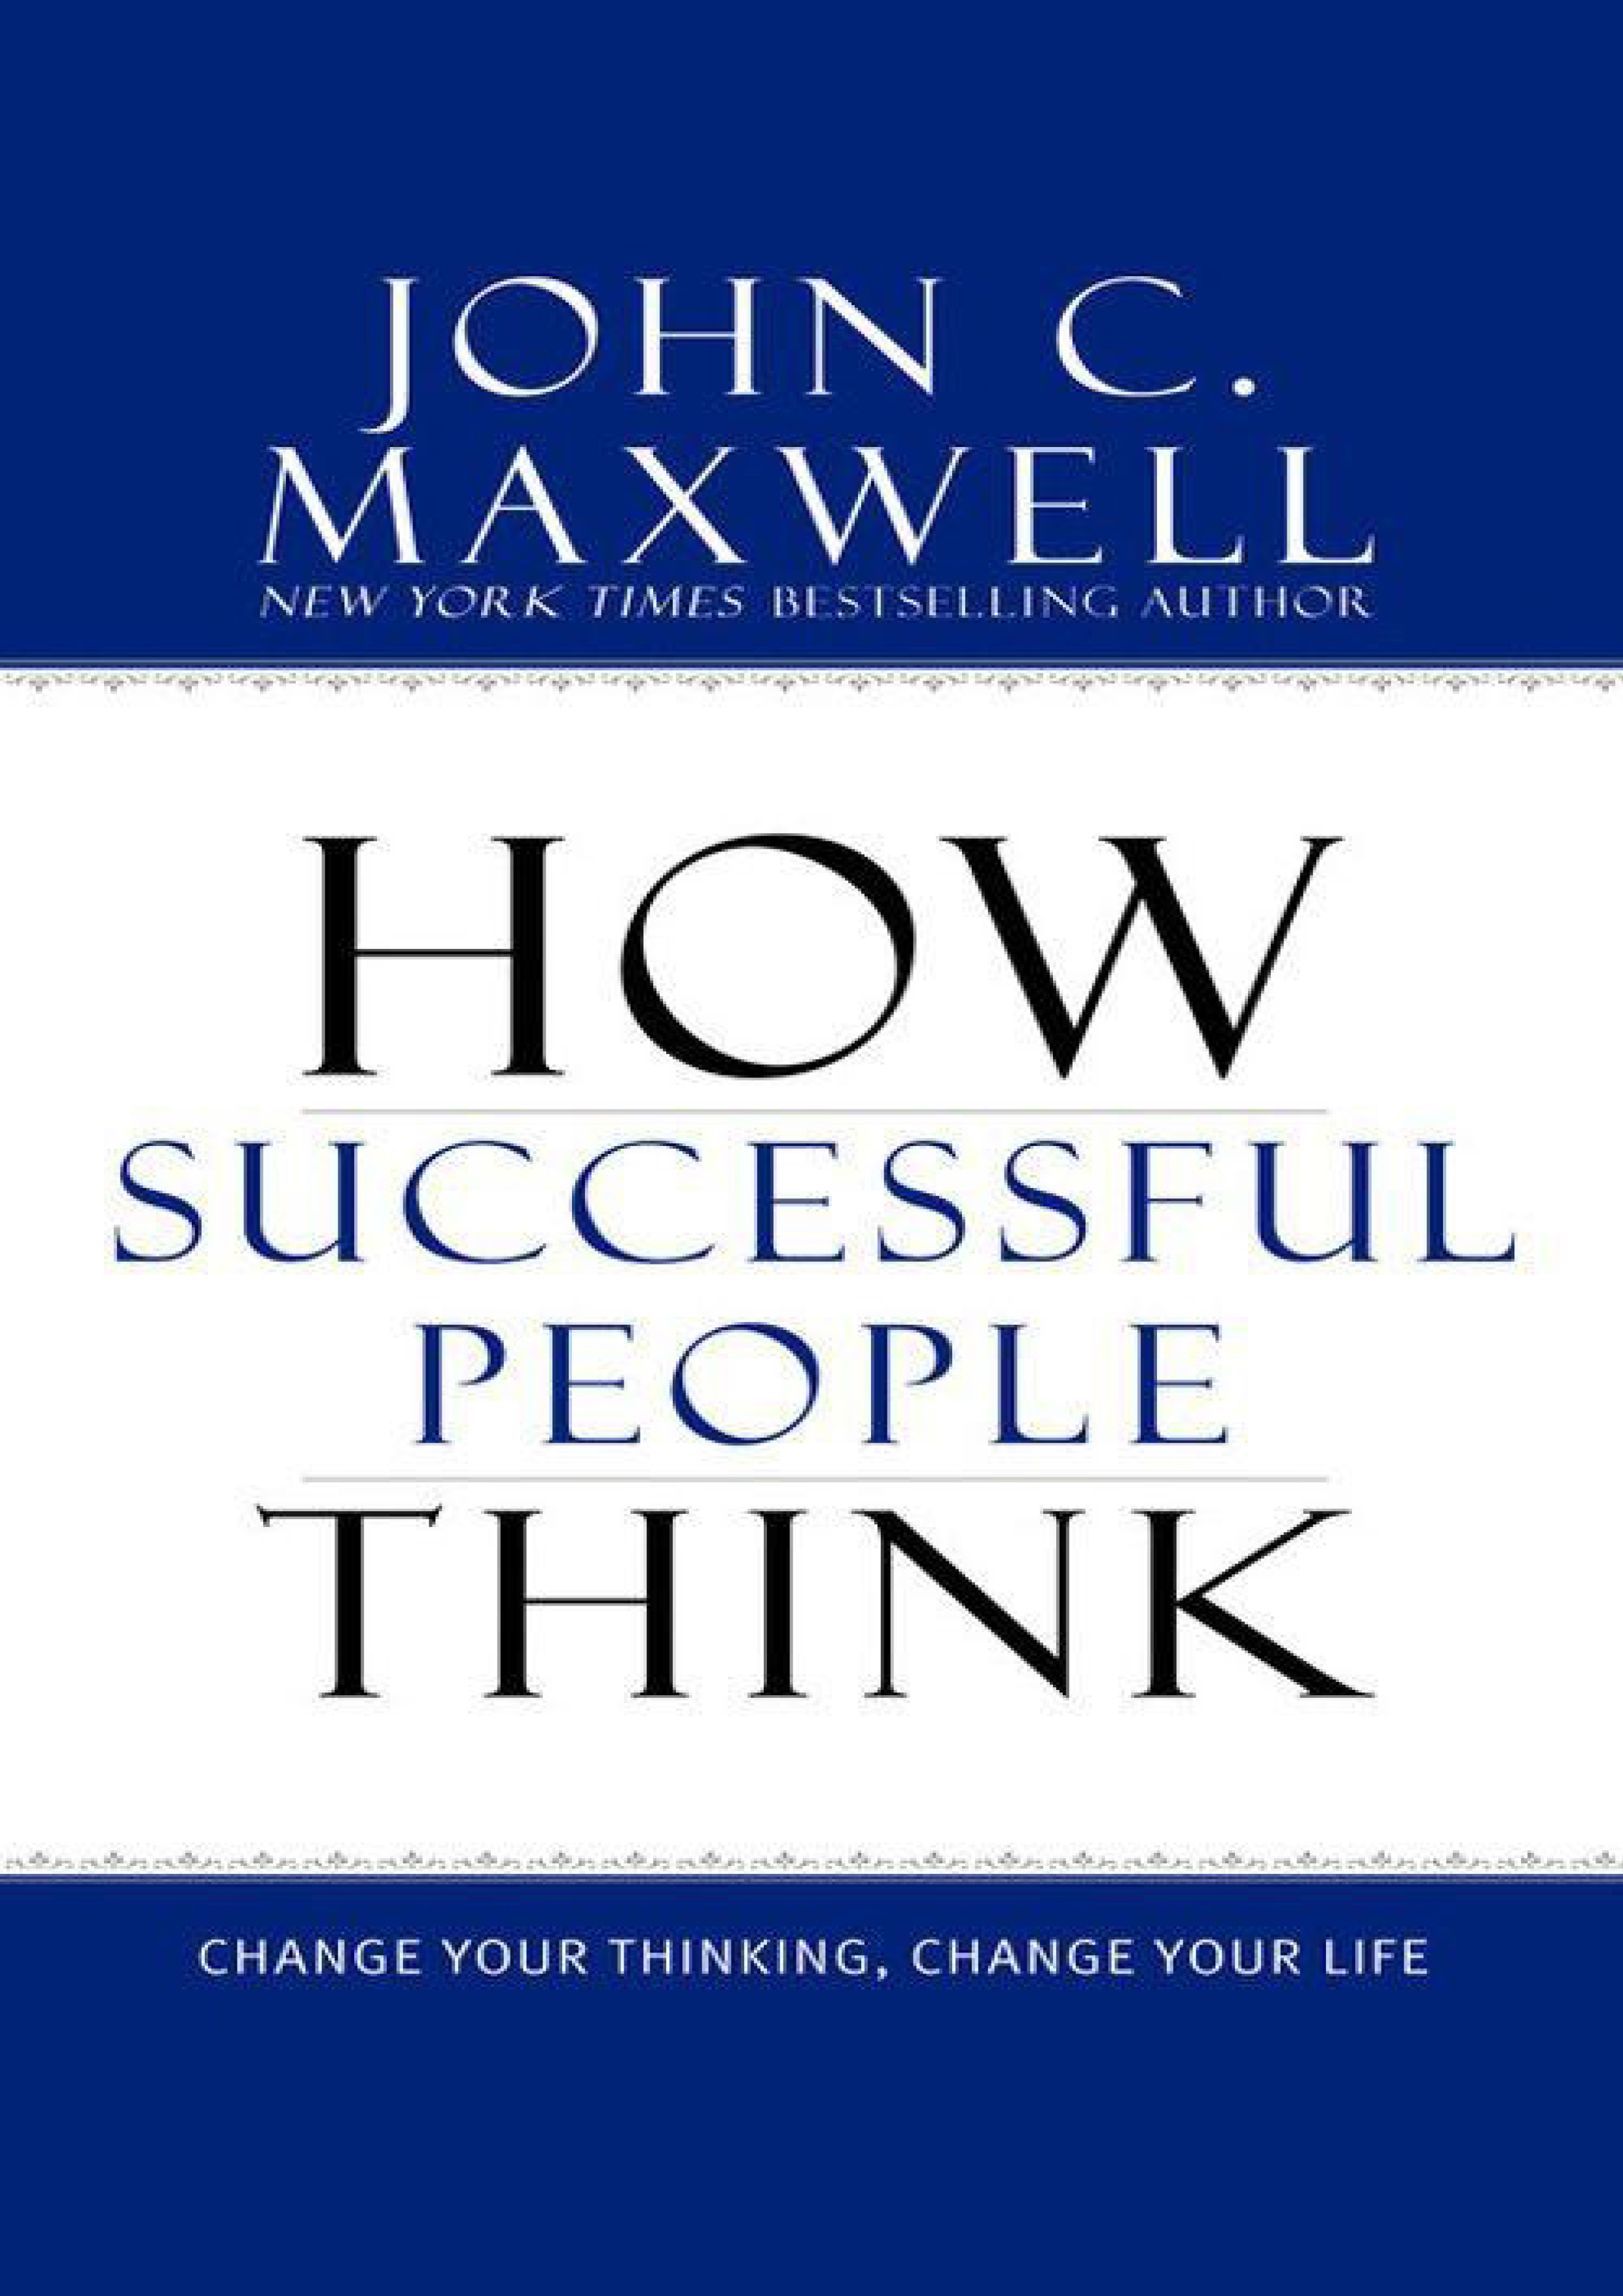 JOHN C.
MAXWELL
NEW YORK TIMES BESTSELLING AUTHOR
HOW
SUCCESSFUL
PEOPLE
THINK
CHANGE YOUR THINKING, CHANGE YOUR LIFE